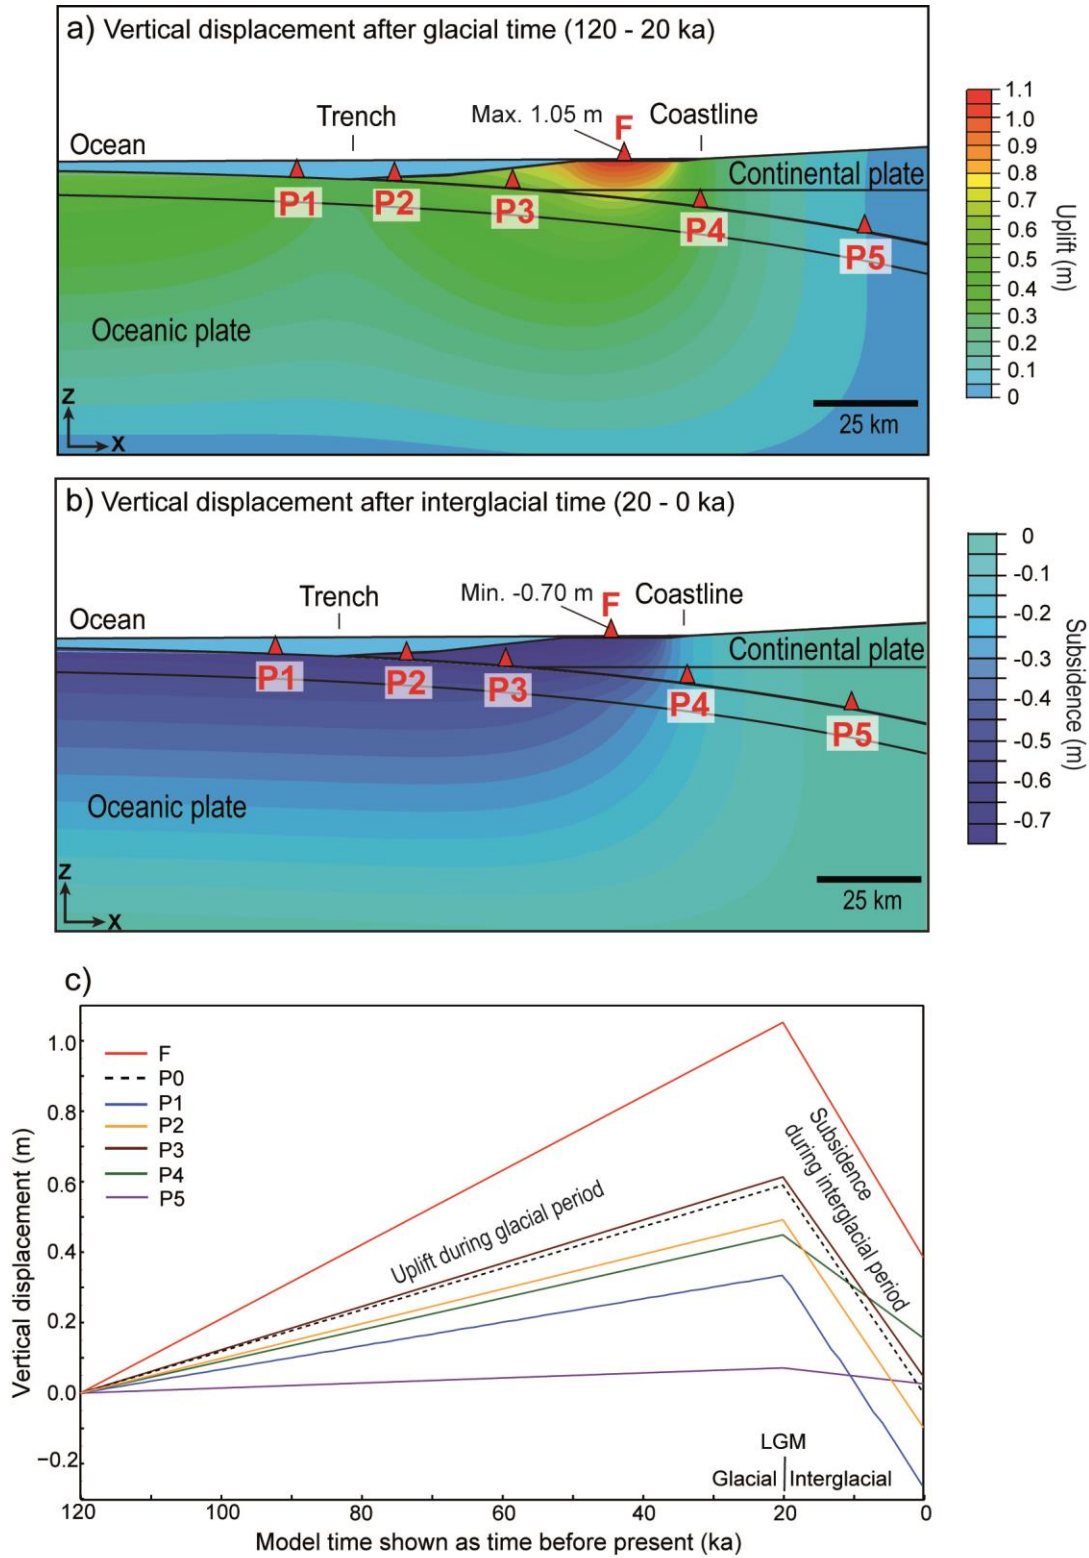 a) Vertical displacement after glacial time (120 - 20 ka)
Ocean
Trench
Max. 1.05 m
F
Coastline
Continental plate
P1
P2
P3
P4
P5
Oceanic plate
Z
X
25 km
1.1
1.0
0.9
0.8
0.7
0.6
0.5
0.4
0.3
0.2
0.1
0
Uplift (m)
b) Vertical displacement after interglacial time (20 - 0 ka)
Ocean
Trench
Min. -0.70 m
F
Coastline
Continental plate
P1
P2
P3
P4
P5
Oceanic plate
Z
X
25 km
0
-0.1
-0.2
-0.3
-0.4
-0.5
-0.6
-0.7
Subsidence (m)
c)
Vertical displacement (m)
1.0
0.8
0.6
0.4
0.2
0.0
−0.2
F
P0
P1
P2
P3
P4
P5
Uplift during glacial period
Subsidence
during interglacial period
LGM
Glacial
Interglacial
120
100
80
60
40
20
0
Model time shown as time before present (ka)